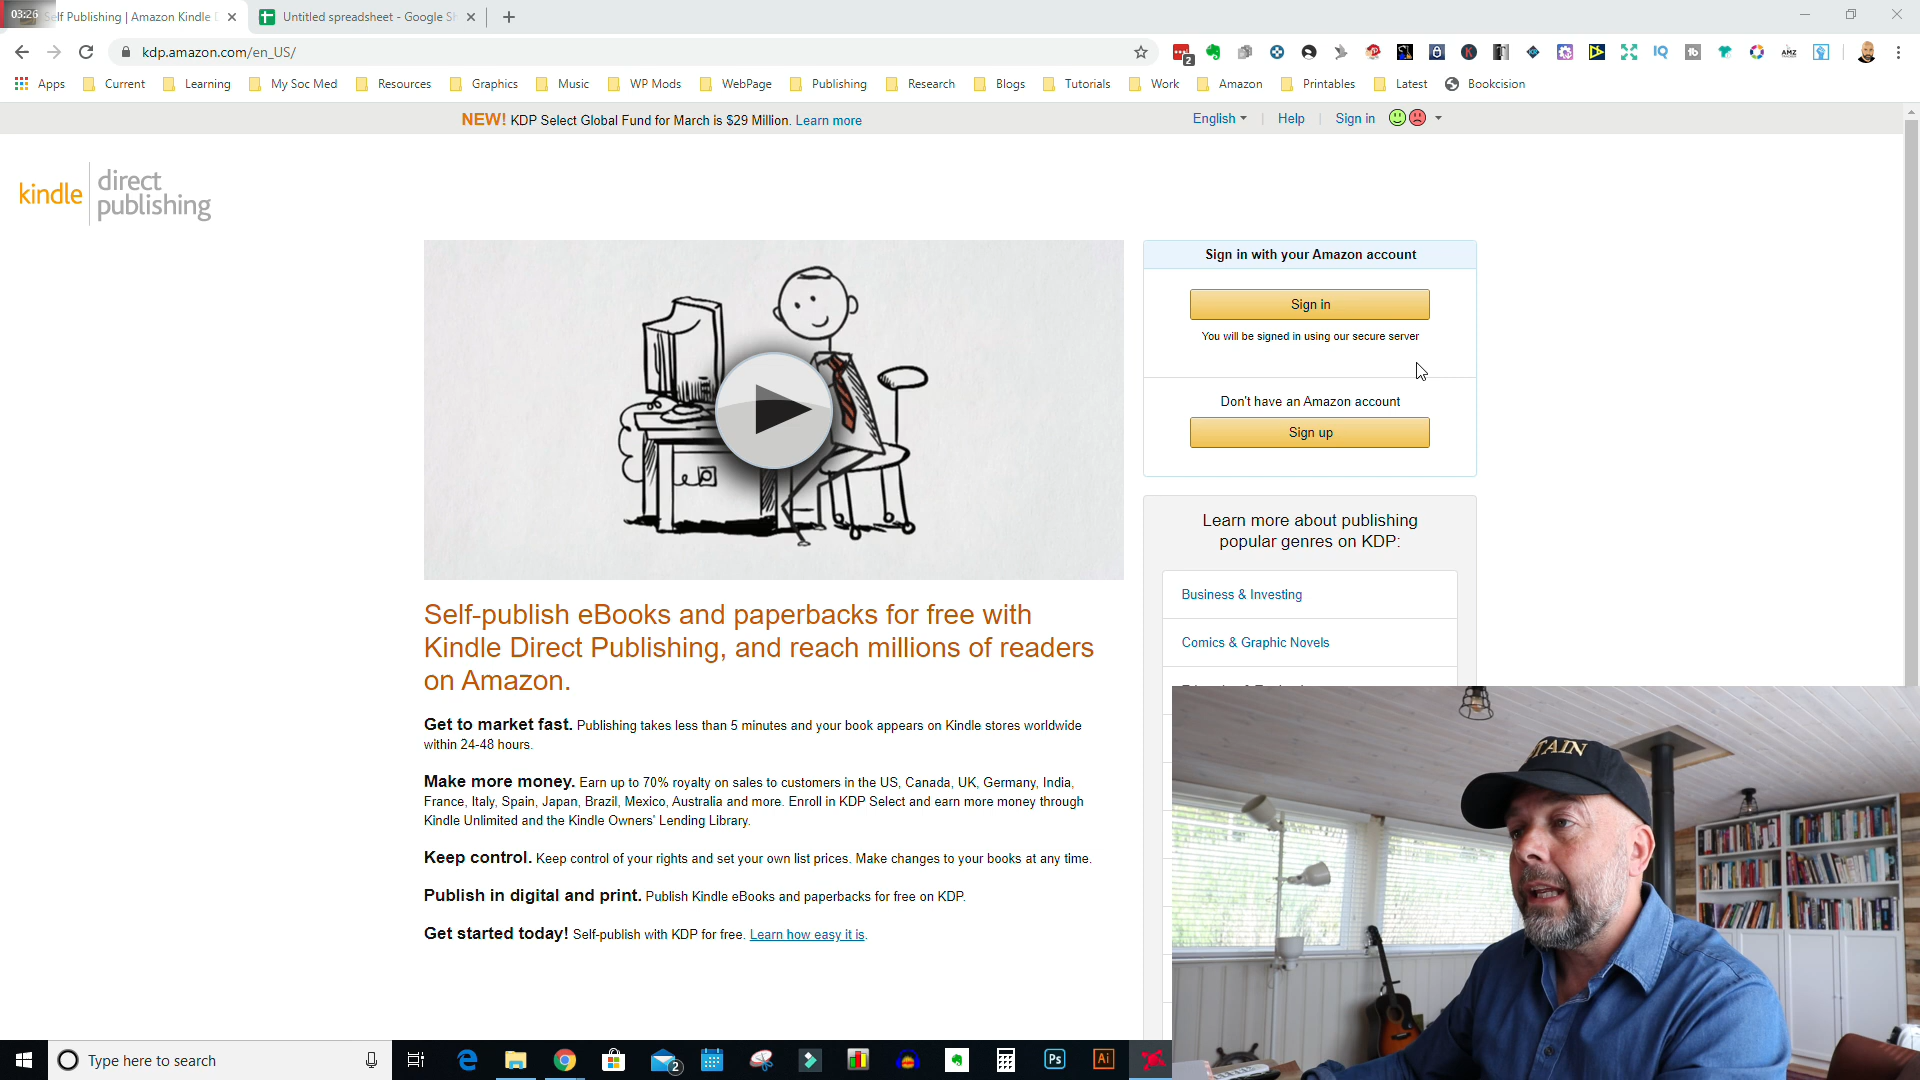 03:26
Self Publishing | Amazon Kindle
Untitled spreadsheet - Google Sh
kdp.amazon.com/en_US/
2
IQ
AMZ
Apps
Current
Learning
My Soc Med
Resources
Graphics
Music
WP Mods
WebPage
Publishing
Research
Blogs
Tutorials
Work
Amazon
Printables
Latest
Bookcision
NEW! KDP Select Global Fund for March is $29 Million. Learn more
English
Help
Sign in
kindle
direct
publishing
Sign in with your Amazon account
Sign in
You will be signed in using our secure server
Don't have an Amazon account
Sign up
Learn more about publishing
popular genres on KDP:
Business & Investing
Comics & Graphic Novels
Self-publish eBooks and paperbacks for free with
Kindle Direct Publishing, and reach millions of readers
on Amazon.
Get to market fast. Publishing takes less than 5 minutes and your book appears on Kindle stores worldwide
within 24-48 hours.
Make more money. Earn up to 70% royalty on sales to customers in the US, Canada, UK, Germany, India,
France, Italy, Spain, Japan, Brazil, Mexico, Australia and more. Enroll in KDP Select and earn more money through
Kindle Unlimited and the Kindle Owners' Lending Library.
Keep control. Keep control of your rights and set your own list prices. Make changes to your books at any time.
Publish in digital and print. Publish Kindle eBooks and paperbacks for free on KDP.
Get started today! Self-publish with KDP for free. Learn how easy it is.
TAIN
Type here to search
2
Ps
Ai